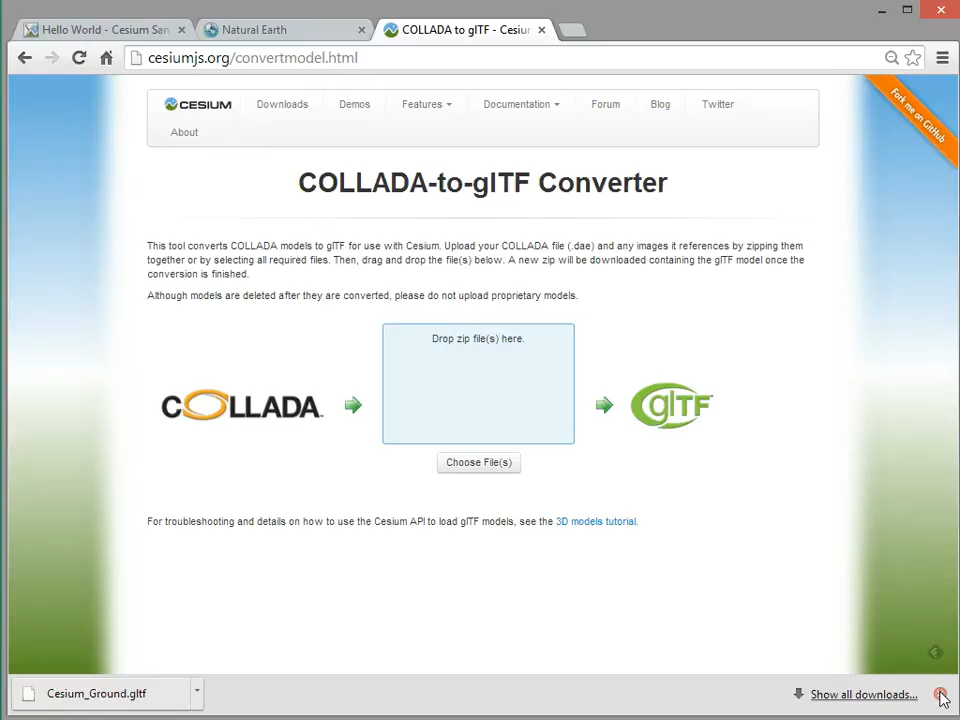 Hello World - Cesium San
Natural Earth
COLLADA to glTF - Cesiu
cesiumjs.org/convertmodel.html
CESIUM Downloads Demos Features Documentation Forum Blog Twitter
About
Fork me on GitHub
COLLADA-to-glTF Converter
This tool converts COLLADA models to glTF for use with Cesium. Upload your COLLADA file (.dae) and any images it references by zipping them
together or by selecting all required files. Then, drag and drop the file(s) below. A new zip will be downloaded containing the glTF model once the
conversion is finished.
Although models are deleted after they are converted, please do not upload proprietary models.
Drop zip file(s) here.
COLLADA
glTF
Choose File(s)
For troubleshooting and details on how to use the Cesium API to load glTF models, see the 3D models tutorial.
Cesium_Ground.gltf
Show all downloads...